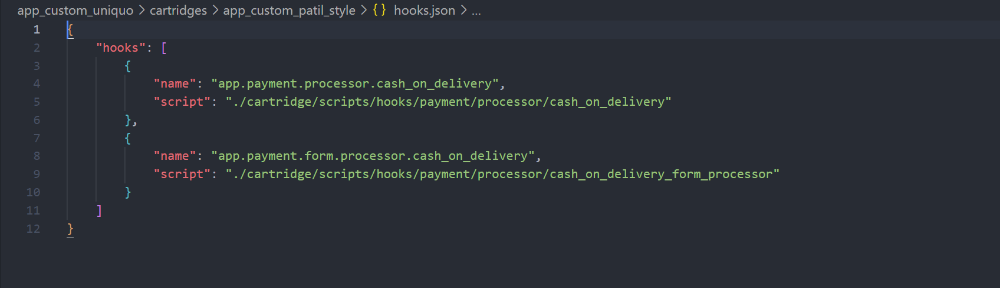 app_custom_uniquo > cartridges > app_custom_patil_style > {} hooks.json > ...
1 {
2     "hooks": [
3         {
4             "name": "app.payment.processor.cash_on_delivery",
5             "script": "./cartridge/scripts/hooks/payment/processor/cash_on_delivery"
6         },
7         {
8             "name": "app.payment.form.processor.cash_on_delivery",
9             "script": "./cartridge/scripts/hooks/payment/processor/cash_on_delivery_form_processor"
10         }
11     ]
12 }